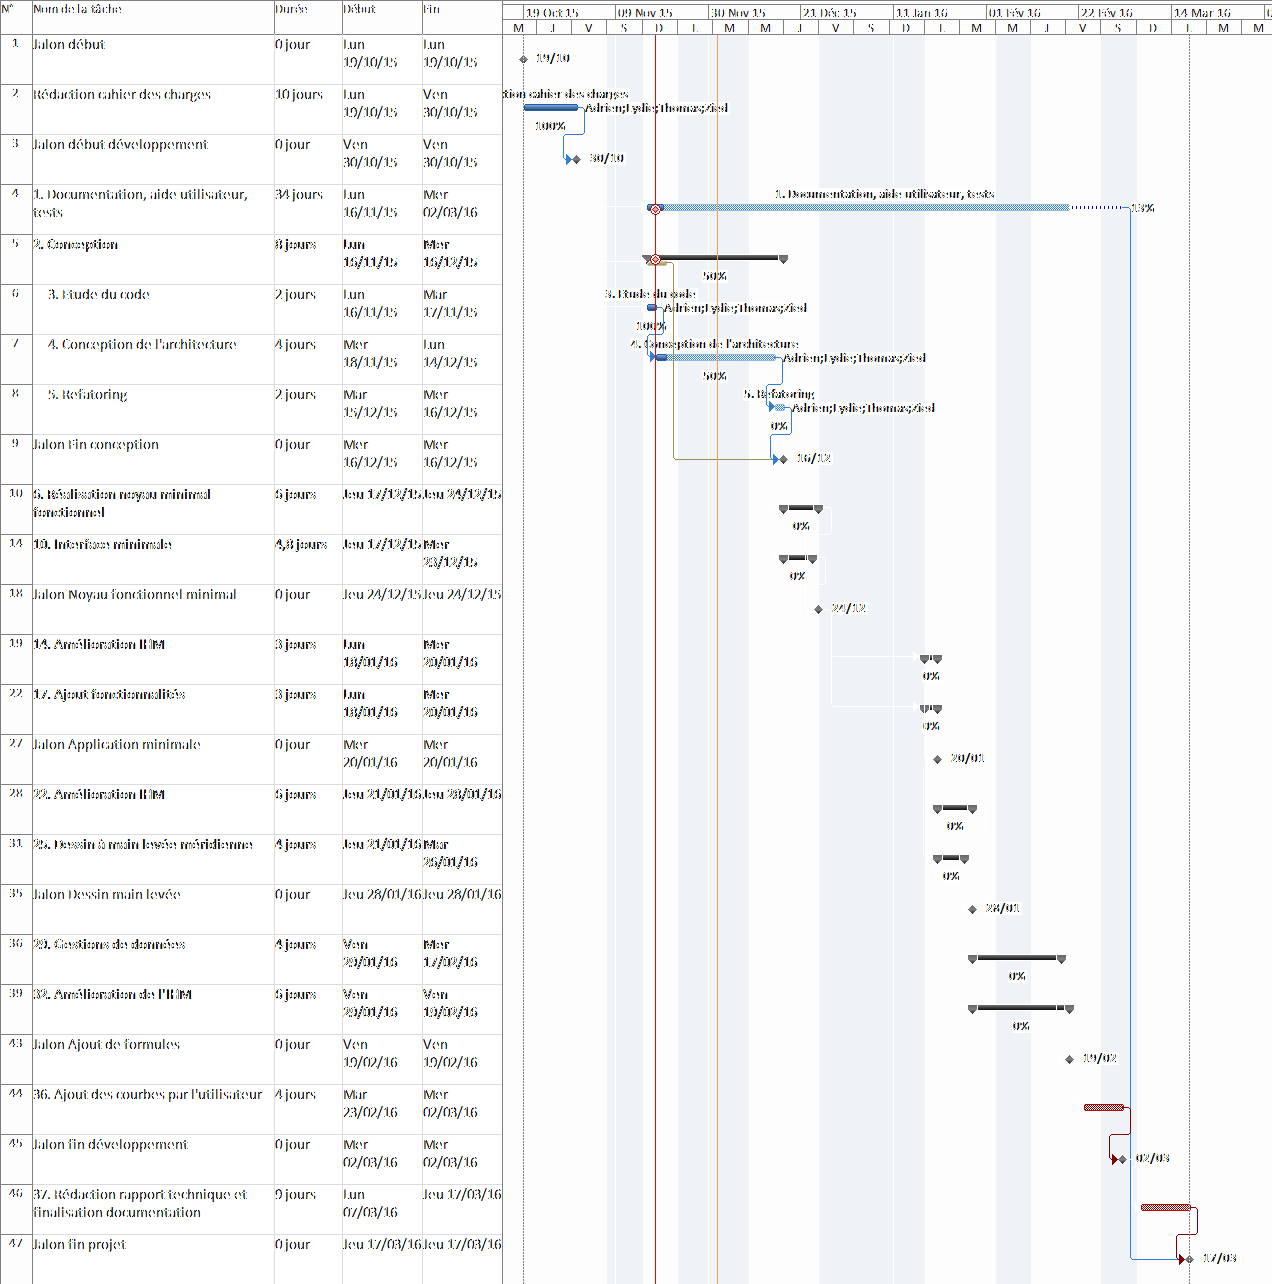 N° Nom de la tâche Durée Début Fin
19 Oct 15 09 Nov 15 30 Nov 15 21 Déc 15 11 Jan 16 01 Fév 16 22 Fév 16 14 Mar 16 0
M J V S D L M M J V S D L M M J V S D L M M
1 Jalon début 0 jour Lun Lun
19/10/15 19/10/15
19/10
2 Rédaction cahier des charges 10 jours Lun Ven
19/10/15 30/10/15
tion cahier des charges
Adrien;Lydie;Thomas;Zied
100%
3 Jalon début développement 0 jour Ven Ven
30/10/15 30/10/15
30/10
4 1. Documentation, aide utilisateur, 34 jours Lun Mer
tests 16/11/15 02/03/16
1. Documentation, aide utilisateur, tests
13%
5 2. Conception 8 jours Lun Mer
16/11/15 16/12/15
50%
6 3. Etude du code 2 jours Lun Mar
16/11/15 17/11/15
3. Etude du code
Adrien;Lydie;Thomas;Zied
100%
7 4. Conception de l'architecture 4 jours Mer Lun
18/11/15 14/12/15
4. Conception de l'architecture
Adrien;Lydie;Thomas;Zied
50%
8 5. Refatoring 2 jours Mar Mer
15/12/15 16/12/15
5. Refatoring
Adrien;Lydie;Thomas;Zied
0%
9 Jalon Fin conception 0 jour Mer Mer
16/12/15 16/12/15
16/12
10 6. Réalisation noyau minimal 6 jours Jeu 17/12/15 Jeu 24/12/15
fonctionnel
0%
14 10. Interface minimale 4,8 jours Jeu 17/12/15 Mer
23/12/15
0%
18 Jalon Noyau fonctionnel minimal 0 jour Jeu 24/12/15 Jeu 24/12/15
24/12
19 14. Amélioration IHM 3 jours Lun Mer
18/01/16 20/01/16
0%
22 17. Ajout fonctionnalités 3 jours Lun Mer
18/01/16 20/01/16
0%
27 Jalon Application minimale 0 jour Mer Mer
20/01/16 20/01/16
20/01
28 22. Amélioration IHM 6 jours Jeu 21/01/16 Jeu 28/01/16
0%
31 25. Dessin à main levée méridienne 4 jours Jeu 21/01/16 Mar
26/01/16
0%
35 Jalon Dessin main levée 0 jour Jeu 28/01/16 Jeu 28/01/16
28/01
36 29. Gestions de données 4 jours Ven Mer
29/01/16 17/02/16
0%
39 32. Amélioration de l'IHM 6 jours Ven Ven
29/01/16 19/02/16
0%
43 Jalon Ajout de formules 0 jour Ven Ven
19/02/16 19/02/16
19/02
44 36. Ajout des courbes par l'utilisateur 4 jours Mar Mer
23/02/16 02/03/16
45 Jalon fin développement 0 jour Mer Mer
02/03/16 02/03/16
02/03
46 37. Rédaction rapport technique et 9 jours Lun Jeu 17/03/16
finalisation documentation 07/03/16
47 Jalon fin projet 0 jour Jeu 17/03/16 Jeu 17/03/16
17/03